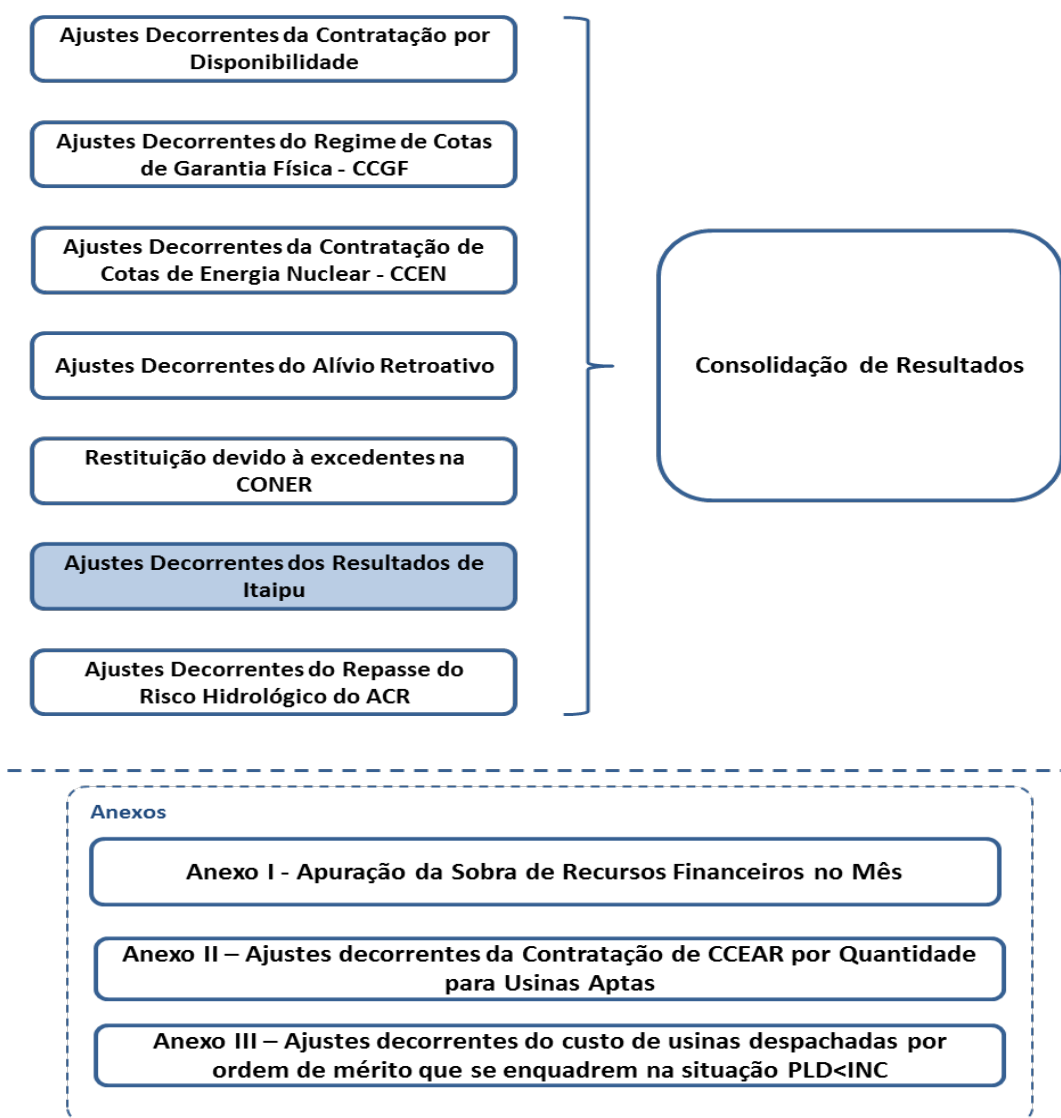 Ajustes Decorrentes da Contratação por
Disponibilidade
Ajustes Decorrentes do Regime de Cotas
de Garantia Física - CCGF
Ajustes Decorrentes da Contratação de
Cotas de Energia Nuclear - CCEN
Ajustes Decorrentes do Alívio Retroativo
Restituição devido à excedentes na
CONER
Ajustes Decorrentes dos Resultados de
Itaipu
Ajustes Decorrentes do Repasse do
Risco Hidrológico do ACR
Consolidação de Resultados
Anexos
Anexo I - Apuração da Sobra de Recursos Financeiros no Mês
Anexo II – Ajustes decorrentes da Contratação de CCEAR por Quantidade
para Usinas Aptas
Anexo III – Ajustes decorrentes do custo de usinas despachadas por
ordem de mérito que se enquadrem na situação PLD<INC